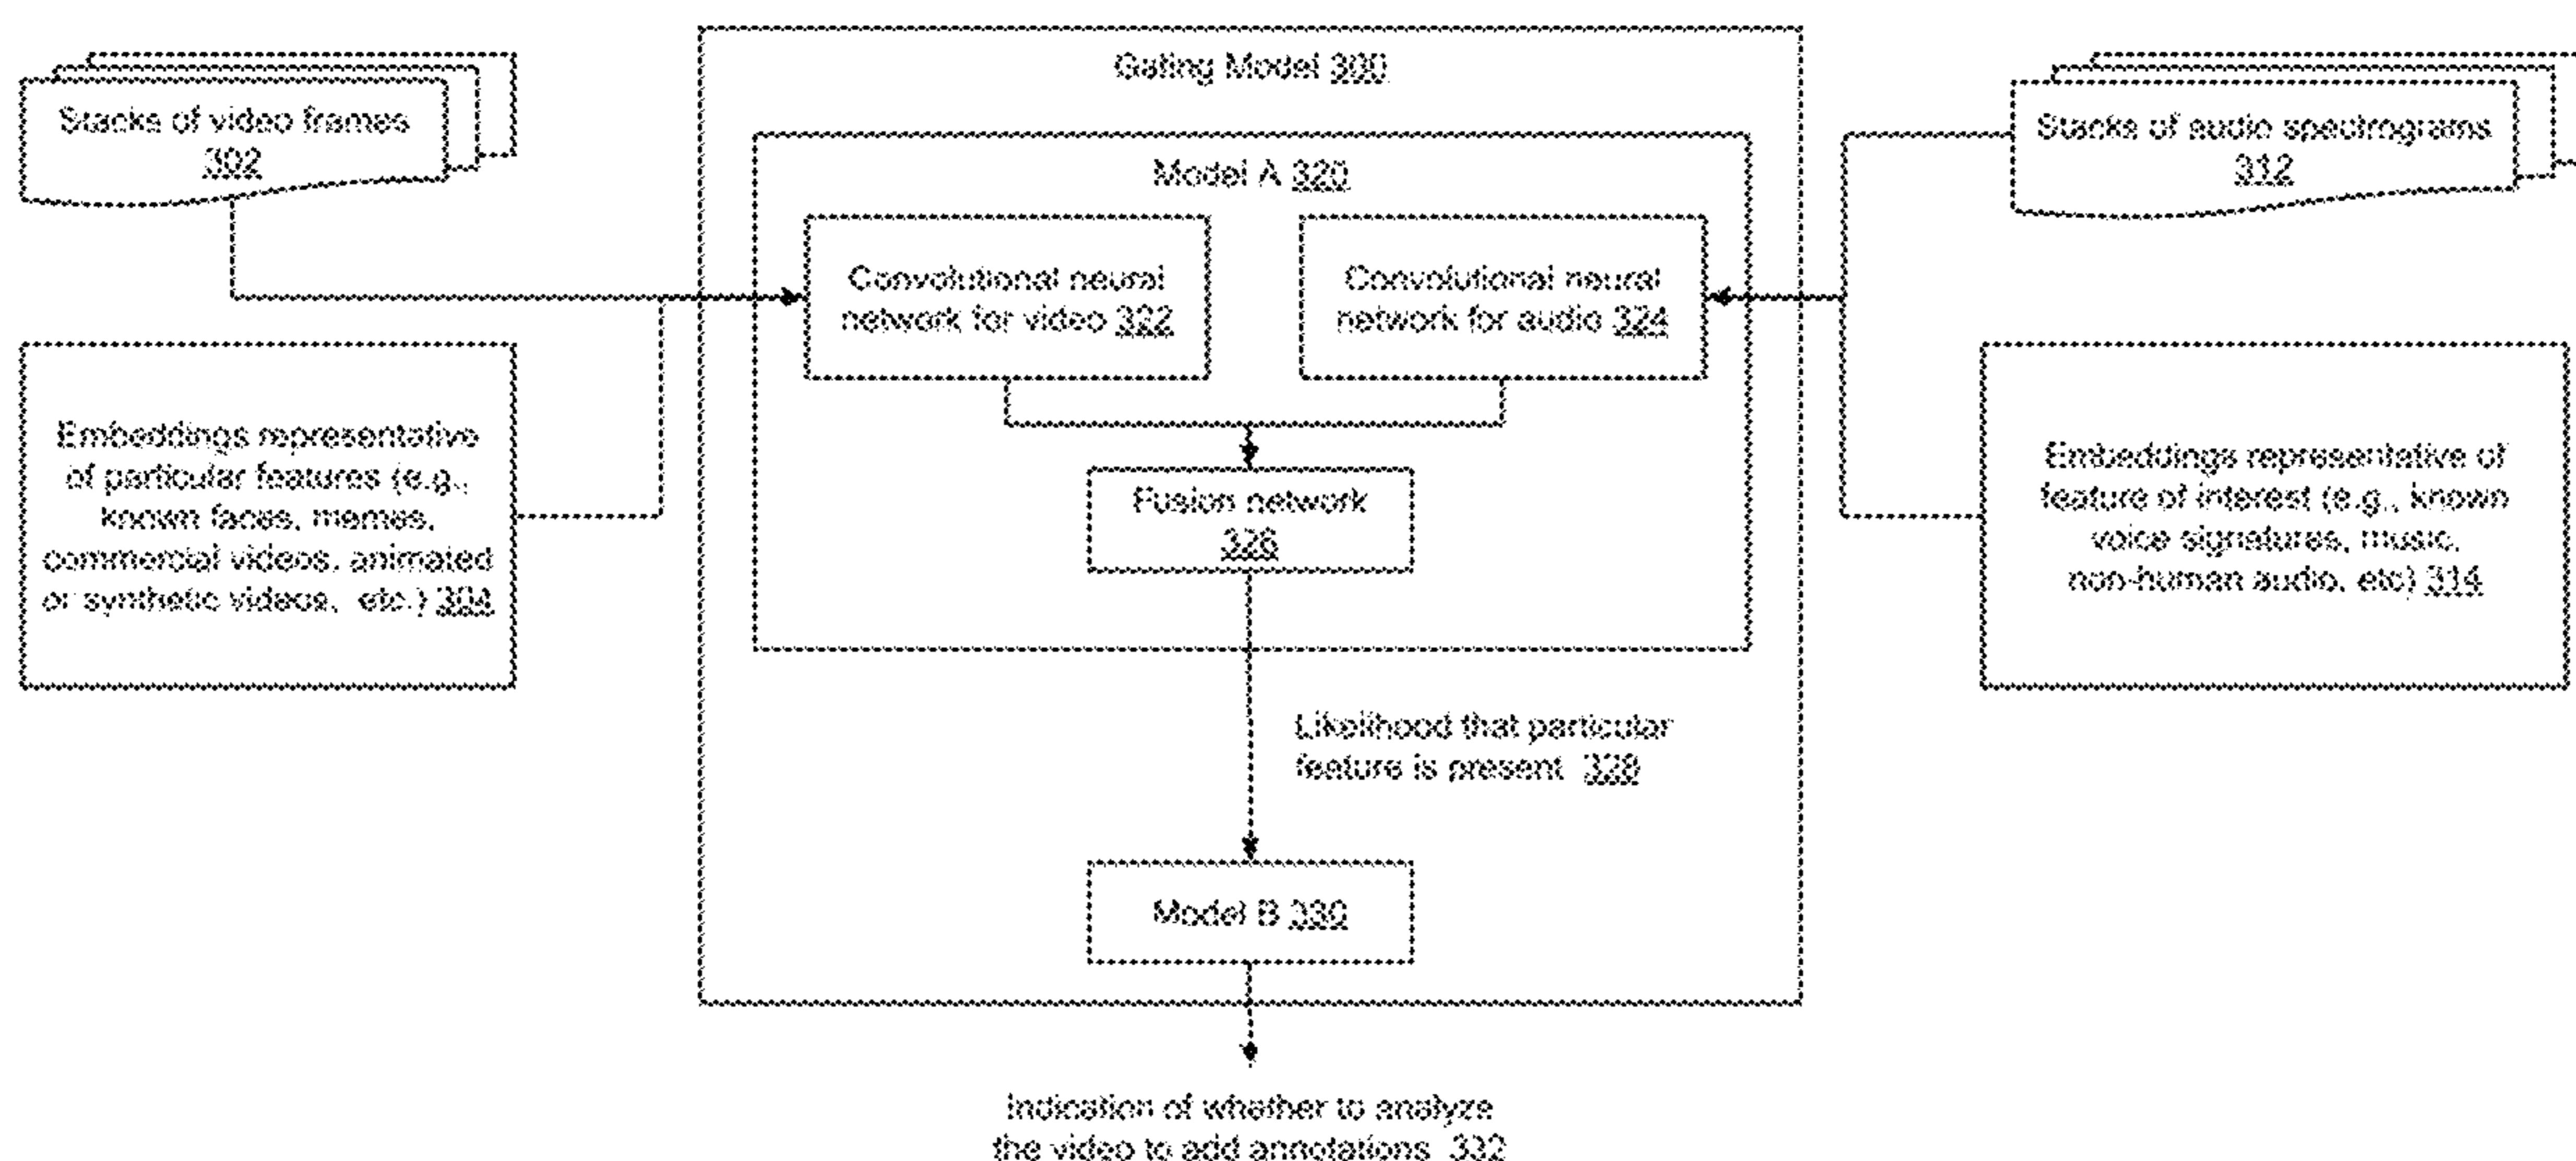 Gating Model 300
Stacks of video frames
302
Stacks of audio spectrograms
312
Model A 320
Convolutional neural
network for video 322
Convolutional neural
network for audio 324
Embeddings representative
of particular features (e.g.,
known faces, memes,
commercial videos, animated
or synthetic videos, etc.) 304
Fusion network
326
Embeddings representative of
feature of interest (e.g., known
voice signatures, music,
non-human audio, etc) 314
Likelihood that particular
feature is present 328
Model B 330
Indication of whether to analyze
the video to add annotations 332